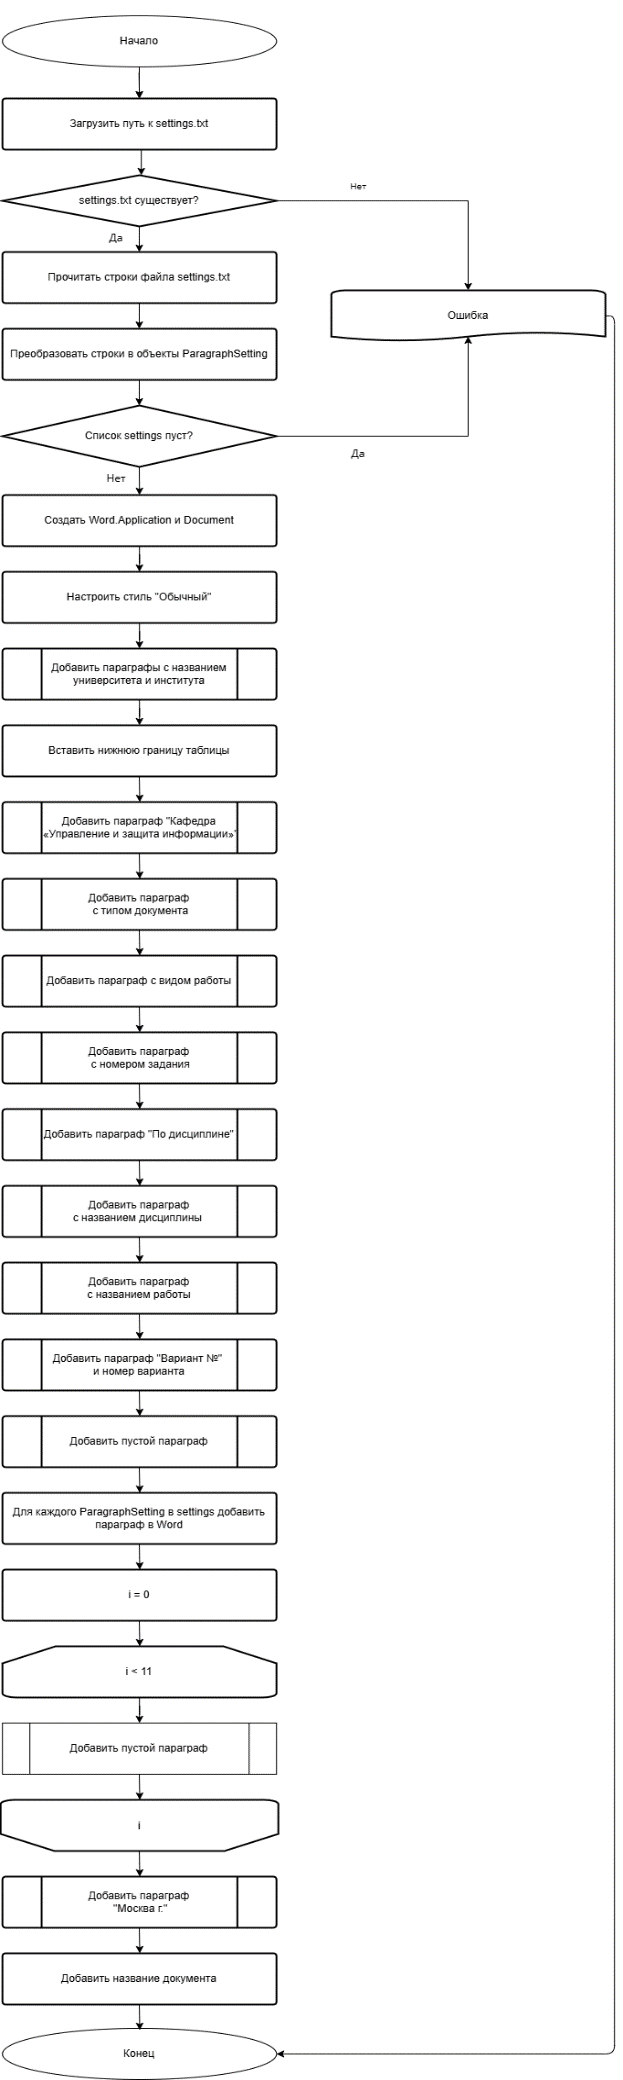 Начало
Загрузить путь к settings.txt
settings.txt существует?
Нет
Да
Прочитать строки файла settings.txt
Ошибка
Преобразовать строки в объекты ParagraphSetting
Список settings пуст?
Да
Нет
Создать Word.Application и Document
Настроить стиль "Обычный"
Добавить параграфы с названием
университета и института
Вставить нижнюю границу таблицы
Добавить параграф "Кафедра
«Управление и защита информации»"
Добавить параграф
с типом документа
Добавить параграф с видом работы
Добавить параграф
с номером задания
Добавить параграф "По дисциплине"
Добавить параграф
с названием дисциплины
Добавить параграф
с названием работы
Добавить параграф "Вариант №"
и номер варианта
Добавить пустой параграф
Для каждого ParagraphSetting в settings добавить
параграф в Word
i = 0
i < 11
Добавить пустой параграф
i
Добавить параграф
"Москва г."
Добавить название документа
Конец